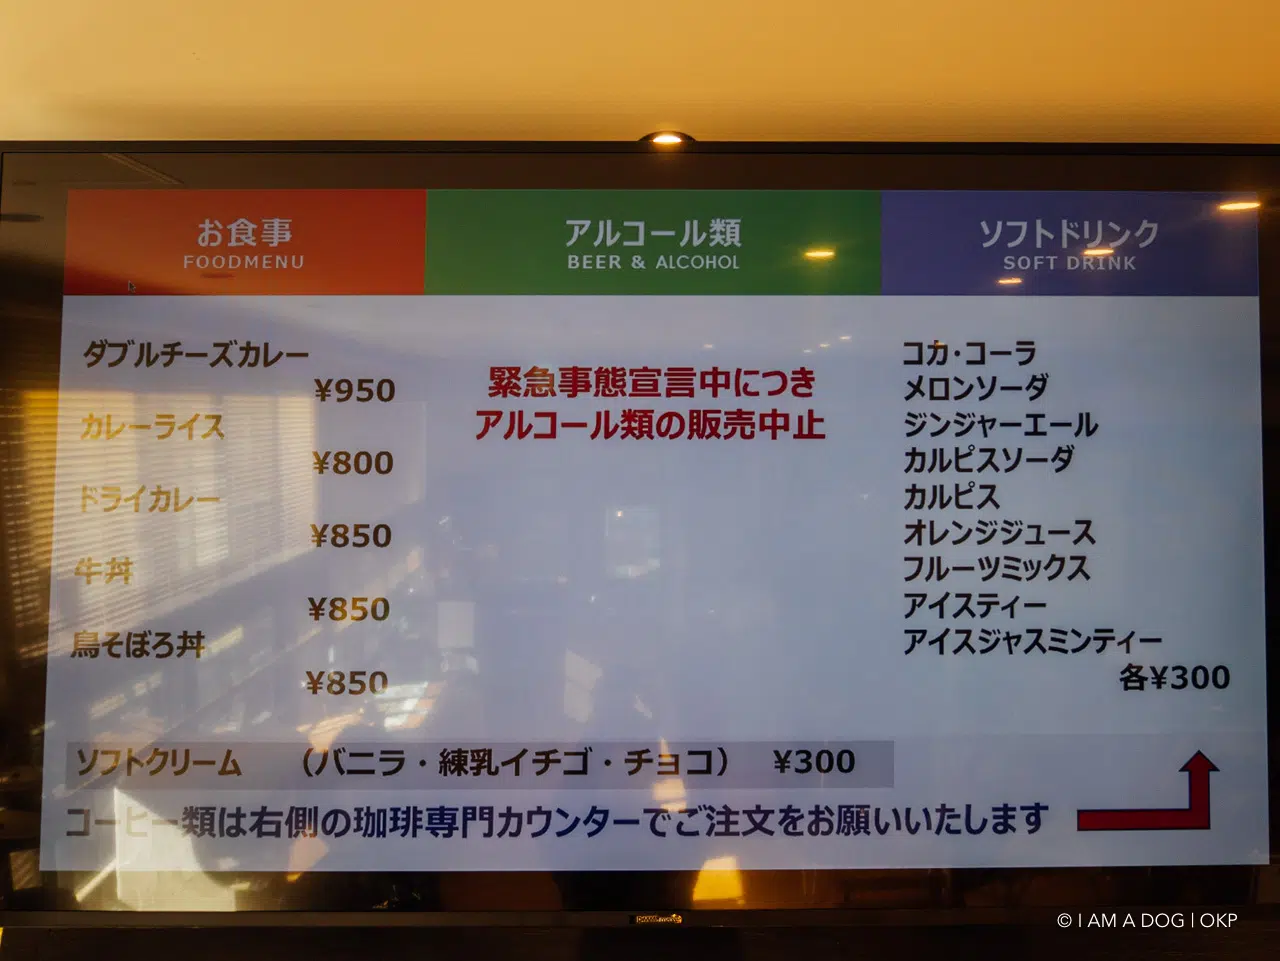 お食事
FOODMENU
ダブルチーズカレー
¥950
カレーライス
¥800
ドライカレー
¥850
牛丼
¥850
鳥そぼろ丼
¥850
アルコール類
BEER & ALCOHOL
緊急事態宣言中につき
アルコール類の販売中止
ソフトドリンク
SOFT DRINK
コカ・コーラ
メロンソーダ
ジンジャーエール
カルピスソーダ
カルピス
オレンジジュース
フルーツミックス
アイスティー
アイスジャスミンティー
各¥300
ソフトクリーム （バニラ・練乳イチゴ・チョコ） ¥300
コーヒー類は右側の珈琲専門カウンターでご注文をお願いいたします
© I AM A DOG | OKP